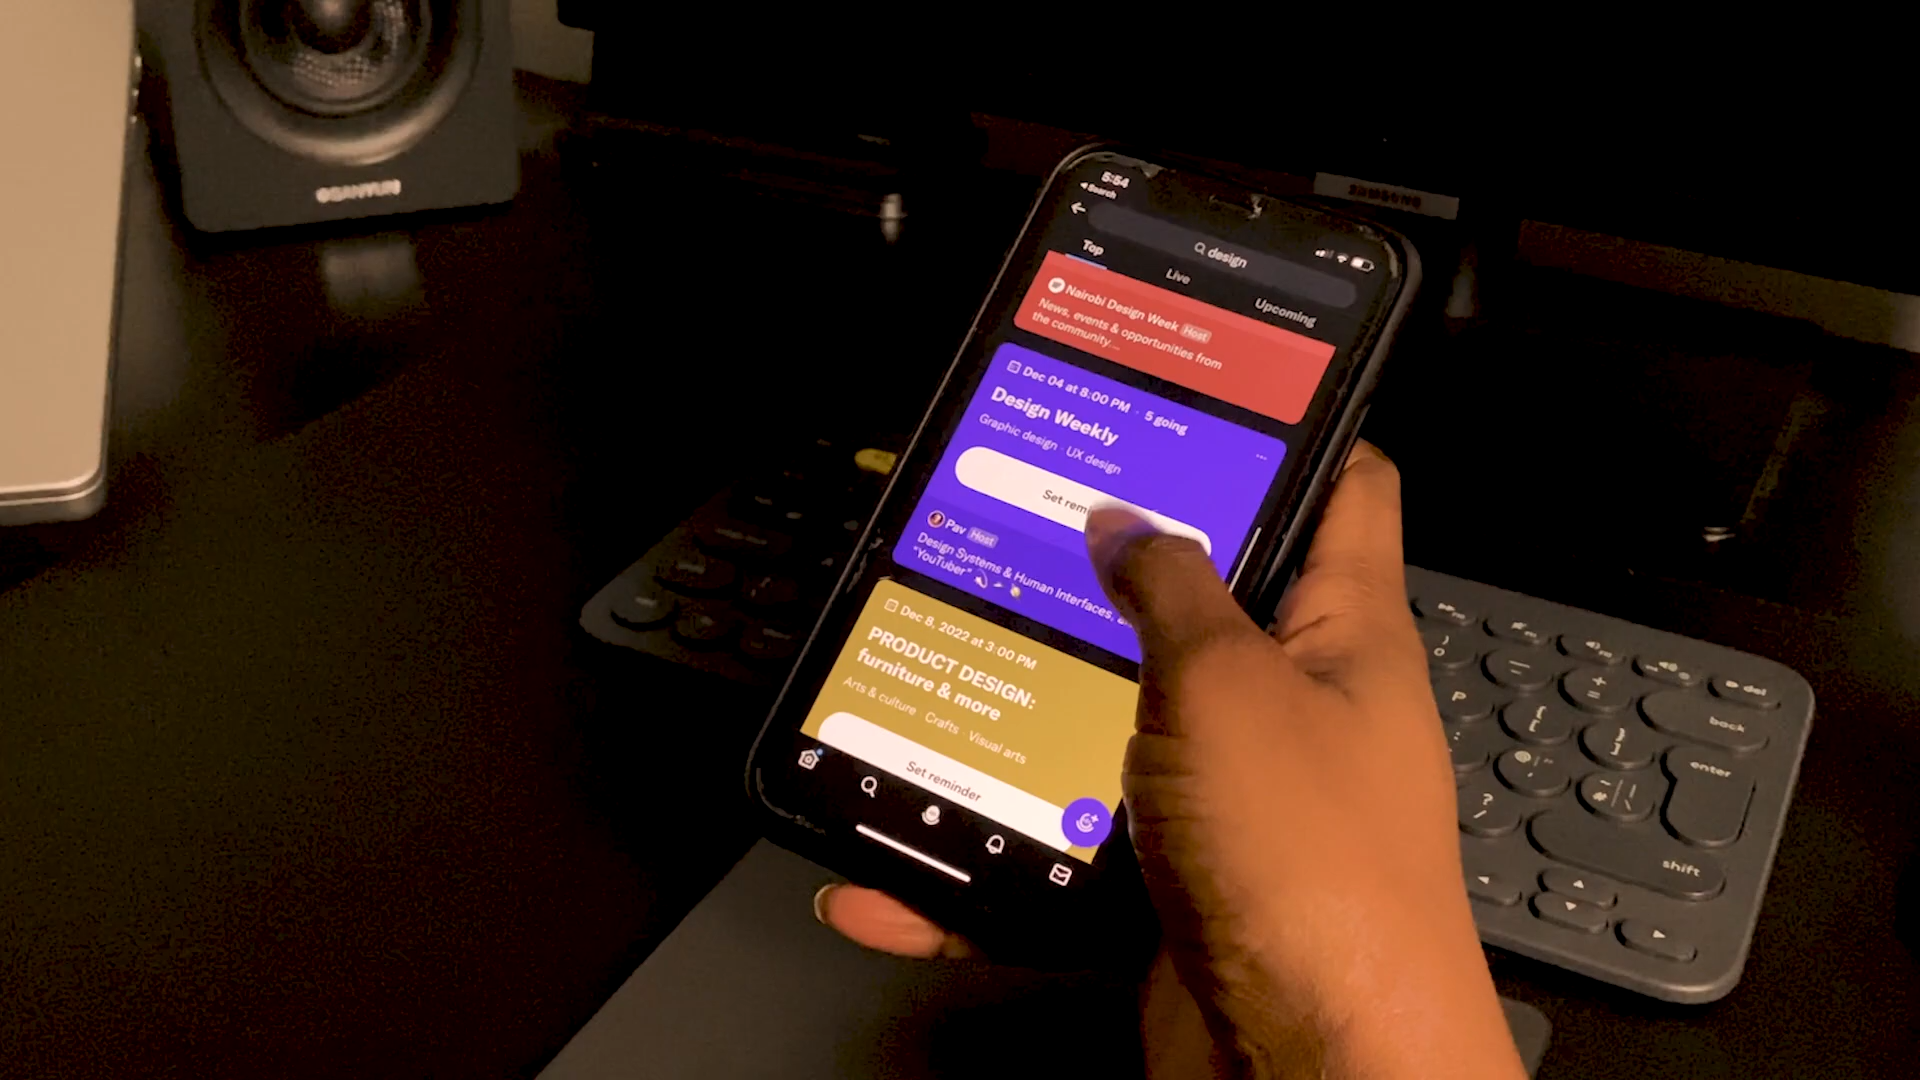 SAMSUNG
5:54
Search
design
Top
Live
Upcoming
Nairobi Design Week Host
News, events & opportunities from
the community...
Dec 04 at 8:00 PM · 5 going
Design Weekly
Graphic design · UX design
Set rem
Pav Host
Design Systems & Human Interfaces,
"YouTuber"
Dec 8, 2022 at 3:00 PM
PRODUCT DESIGN:
furniture & more
Arts & culture · Crafts · Visual arts
Set reminder
del
back
P
enter
shift